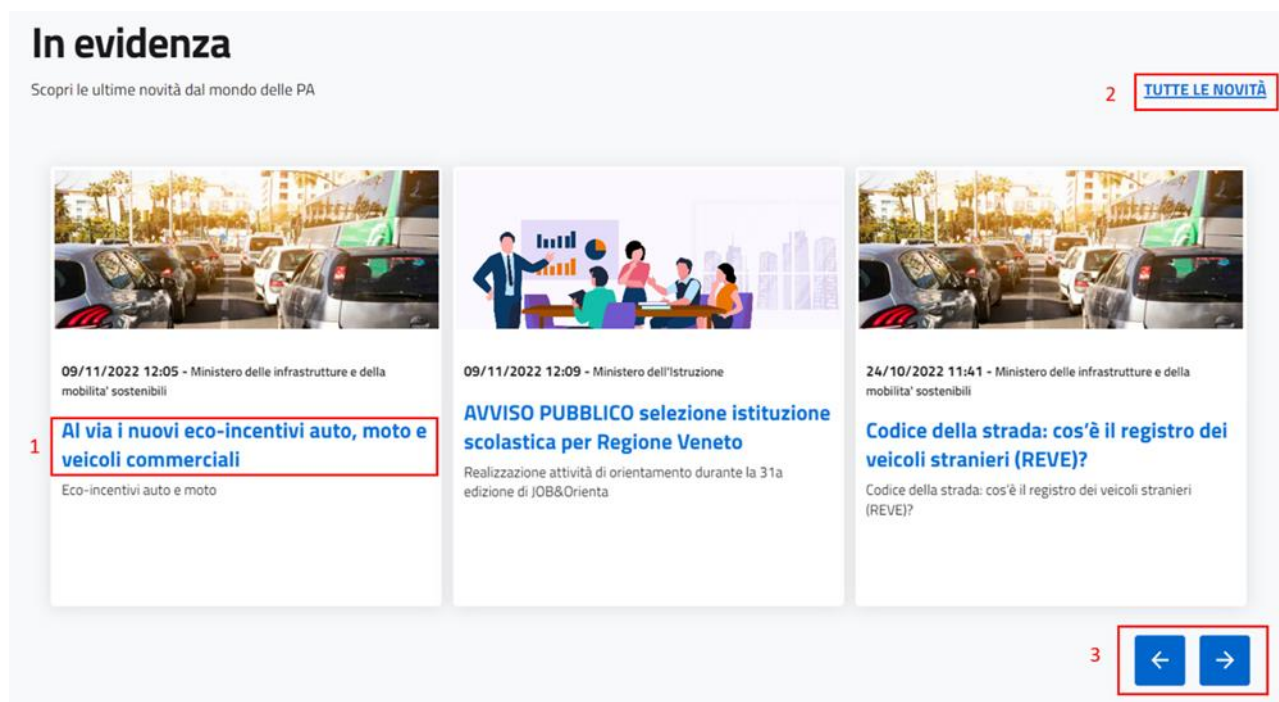 In evidenza
Scopri le ultime novità dal mondo delle PA
2 TUTTE LE NOVITÀ
09/11/2022 12:05 - Ministero delle infrastrutture e della
mobilita' sostenibili
1 Al via i nuovi eco-incentivi auto, moto e
veicoli commerciali
Eco-incentivi auto e moto
09/11/2022 12:09 - Ministero dell'Istruzione
AVVISO PUBBLICO selezione istituzione
scolastica per Regione Veneto
Realizzazione attività di orientamento durante la 31a
edizione di JOB&Orienta
24/10/2022 11:41 - Ministero delle infrastrutture e della
mobilita' sostenibili
Codice della strada: cos'è il registro dei
veicoli stranieri (REVE)?
Codice della strada: cos'è il registro dei veicoli stranieri
(REVE)?
3